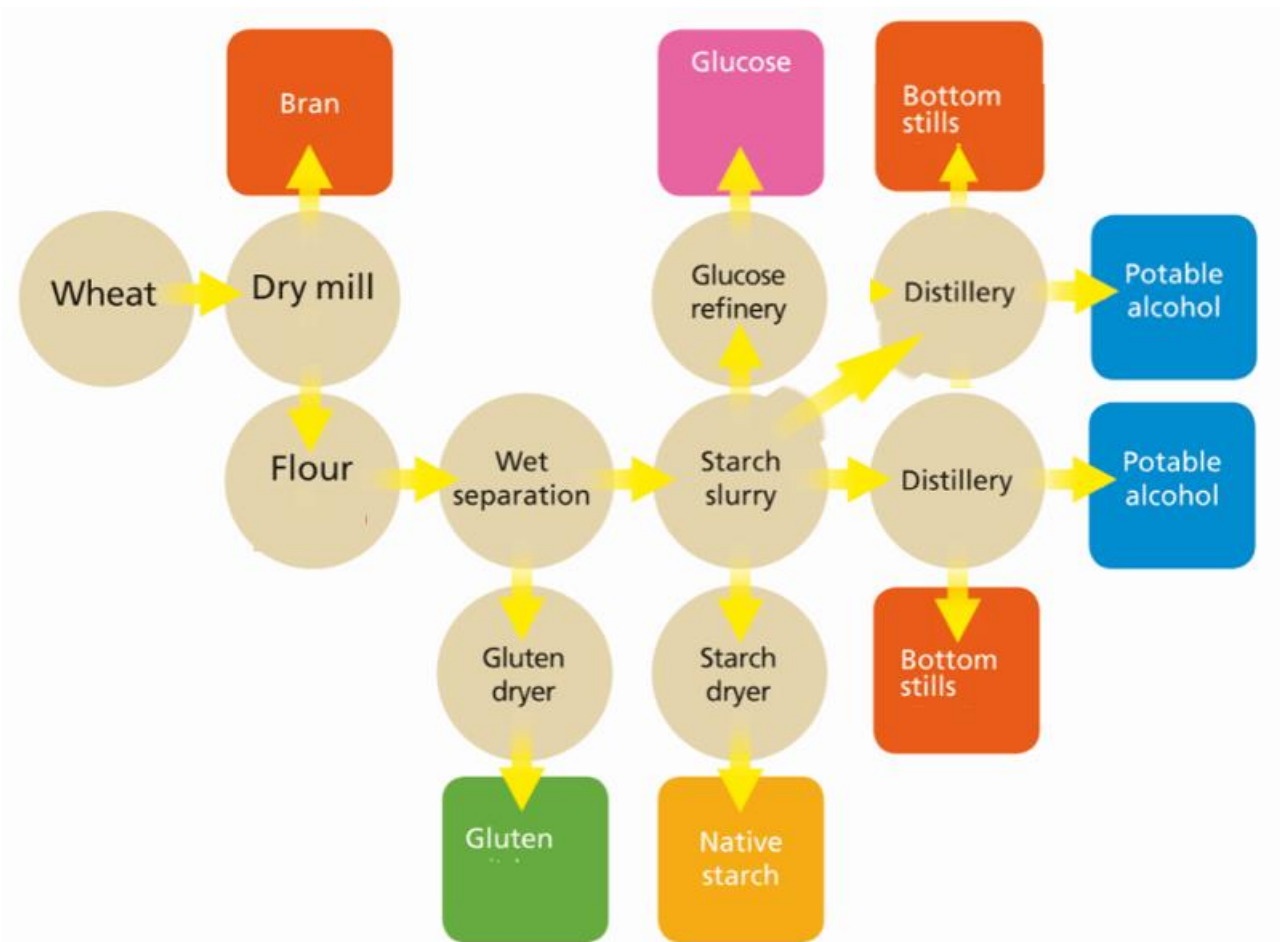 Bran
Glucose
Bottom
stills
Wheat
Dry mill
Glucose
refinery
Distillery
Potable
alcohol
Flour
Wet
separation
Starch
slurry
Distillery
Potable
alcohol
Gluten
dryer
Starch
dryer
Bottom
stills
Gluten
Native
starch